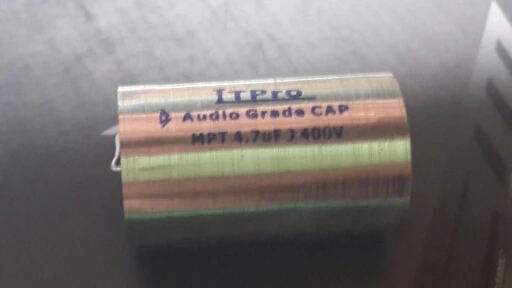 ITPro
Audio Grade CAP
MPT 4.7uF J 400V